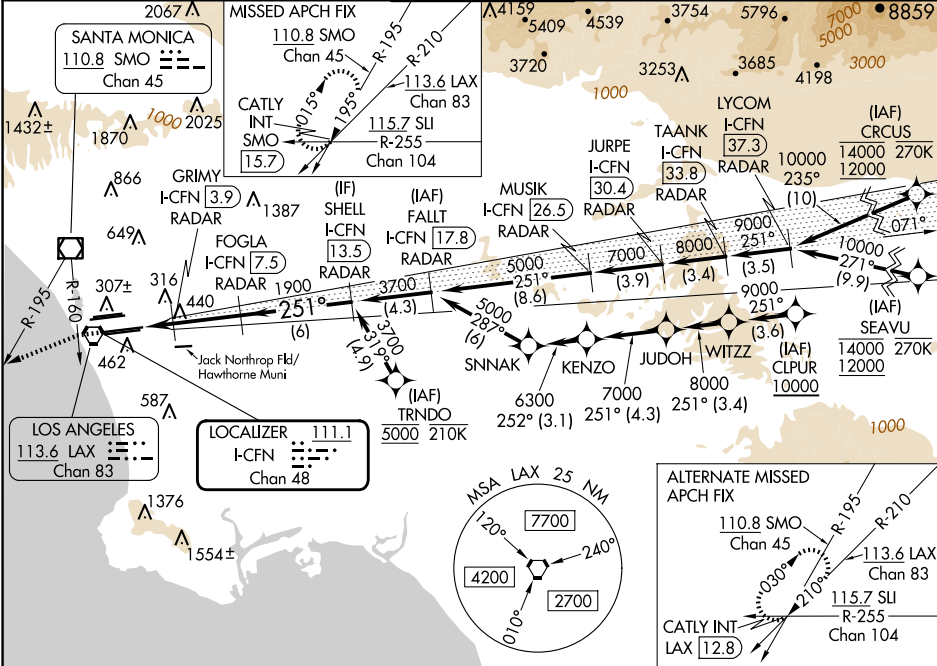 2067
SANTA MONICA
110.8 SMO
Chan 45
MISSED APCH FIX
110.8 SMO
Chan 45
R-195
R-210
113.6 LAX
Chan 83
015°
195°
CATLY
INT
SMO
15.7
115.7 SLI
R-255
Chan 104
4159
5409
4539
3754
5796
7000
5000
8859
3720
3253
3685
4198
3000
1000
1432±
1870
1000
2025
866
649
1387
GRIMY
I-CFN 3.9
RADAR
FOGLA
I-CFN 7.5
RADAR
(IF)
SHELL
I-CFN
13.5
RADAR
(IAF)
FALLT
I-CFN 17.8
RADAR
MUSIK
I-CFN 26.5
RADAR
JURPE
I-CFN
30.4
RADAR
TAANK
I-CFN
33.8
RADAR
LYCOM
I-CFN
37.3
RADAR
10000
235°
(10)
(IAF)
CRCUS
14000 270K
12000
071°
9000
251°
(3.5)
8000
(3.4)
7000
(3.9)
5000
251°
(8.6)
3700
(4.3)
1900
251°
(6)
10000
271°
(9.9)
(IAF)
SEAVU
14000 270K
12000
9000
251°
(3.6)
(IAF)
CLPUR
10000
WITZZ
JUDOH
KENZO
SNNAK
8000
251° (3.4)
7000
251° (4.3)
6300
252° (3.1)
5000
287°
(6)
3700
319°
(4.9)
(IAF)
TRNDO
5000 210K
307±
316
440
462
R-195
R-160
Jack Northrop Fld/
Hawthorne Muni
587
LOS ANGELES
113.6 LAX
Chan 83
LOCALIZER 111.1
I-CFN
Chan 48
1376
1554±
MSA LAX 25 NM
120°
7700
240°
4200
2700
010°
1000
ALTERNATE MISSED
APCH FIX
110.8 SMO
Chan 45
R-195
R-210
113.6 LAX
Chan 83
030°
210°
115.7 SLI
R-255
Chan 104
CATLY INT
LAX 12.8